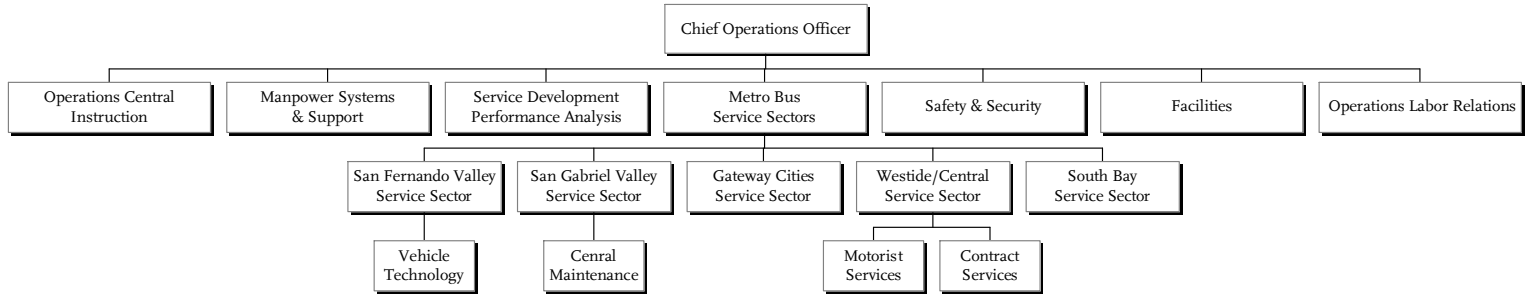 Chief Operations Officer
Operations Central
Instruction
Manpower Systems
& Support
Service Development
Performance Analysis
Metro Bus
Service Sectors
Safety & Security
Facilities
Operations Labor Relations
San Fernando Valley
Service Sector
San Gabriel Valley
Service Sector
Gateway Cities
Service Sector
Westide/Central
Service Sector
South Bay
Service Sector
Vehicle
Technology
Cenral
Maintenance
Motorist
Services
Contract
Services